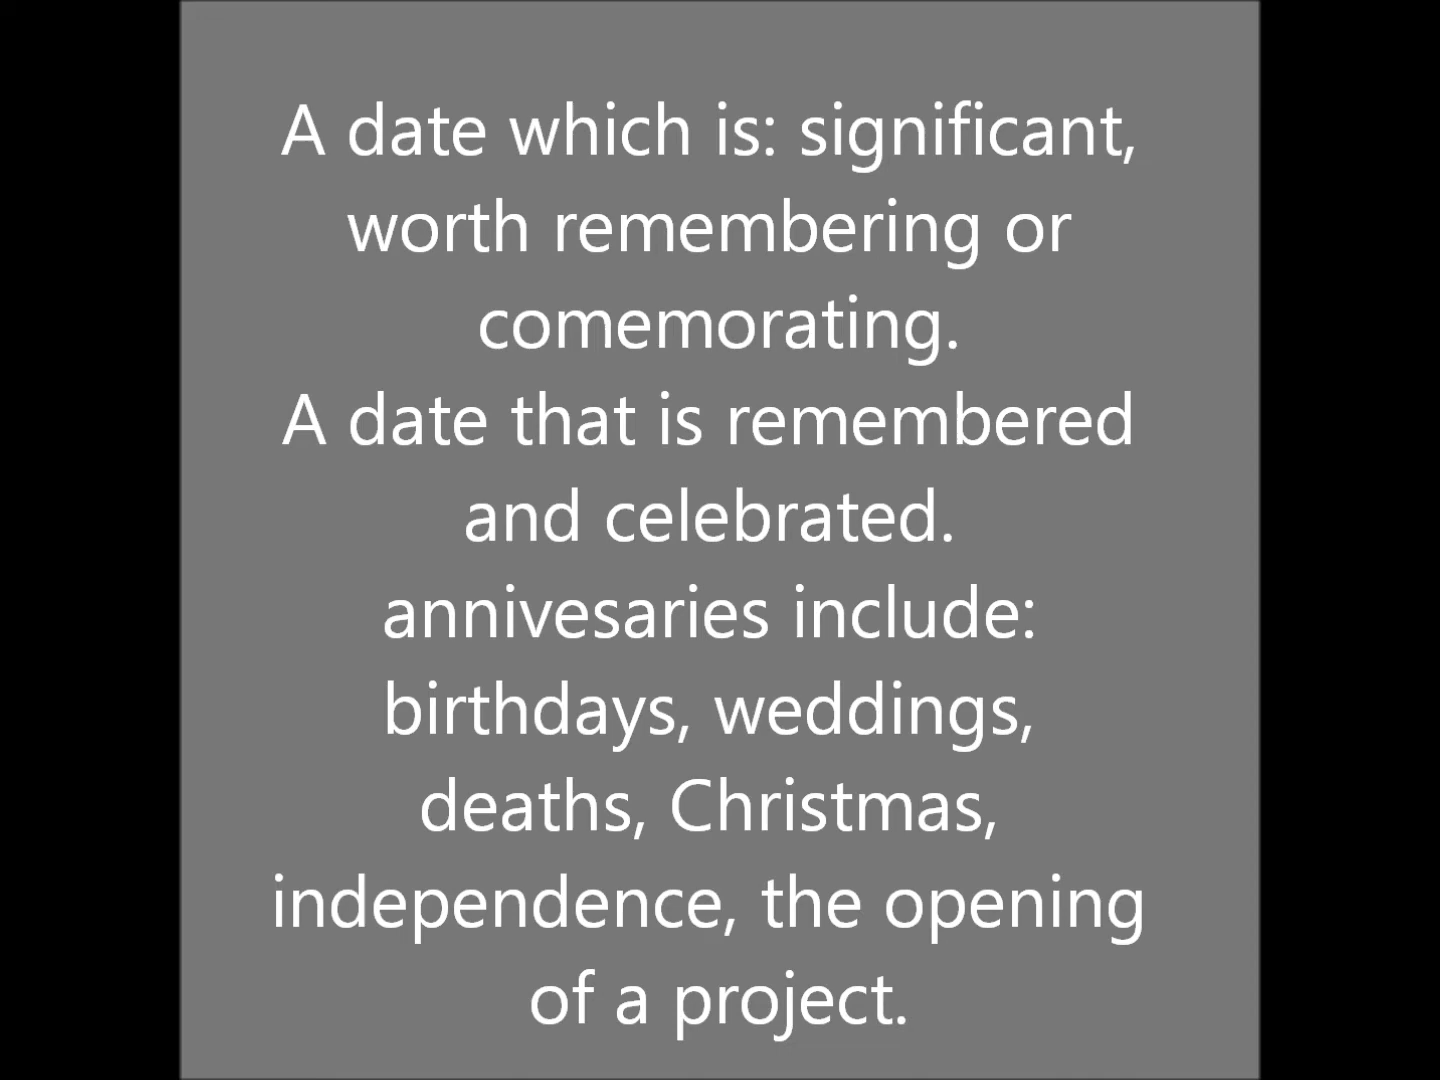 A date which is: significant,
worth remembering or
comemorating.
A date that is remembered
and celebrated.
annivesaries include:
birthdays, weddings,
deaths, Christmas,
independence, the opening
of a project.